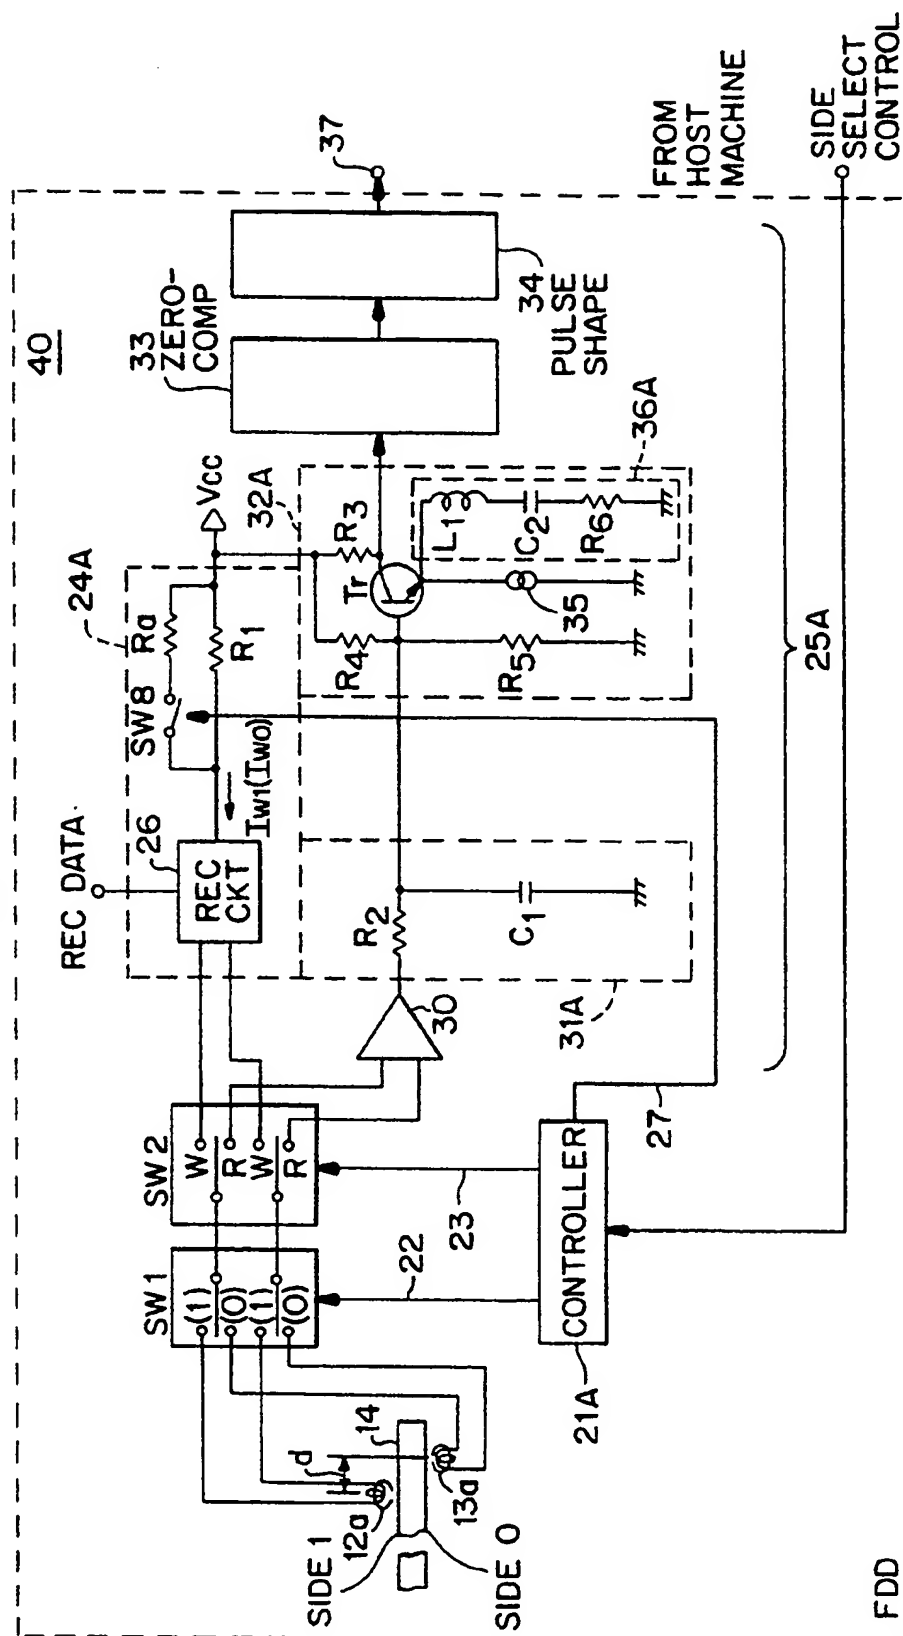 40
33
ZERO-
COMP
34
PULSE
SHAPE
37
FROM
HOST
MACHINE
SIDE
SELECT
CONTROL
24A
Ra
SW8
R1
Vcc
REC DATA
26
REC
CKT
Iw1(Iw0)
32A
R3
Tr
R4
R5
35
L1
C2
R6
36A
R2
C1
31A
30
25A
SW2
W
R
W
R
SW1
(1)
(0)
(1)
(0)
22
23
27
CONTROLLER
21A
14
d
12a
13a
SIDE 1
SIDE 0
FDD